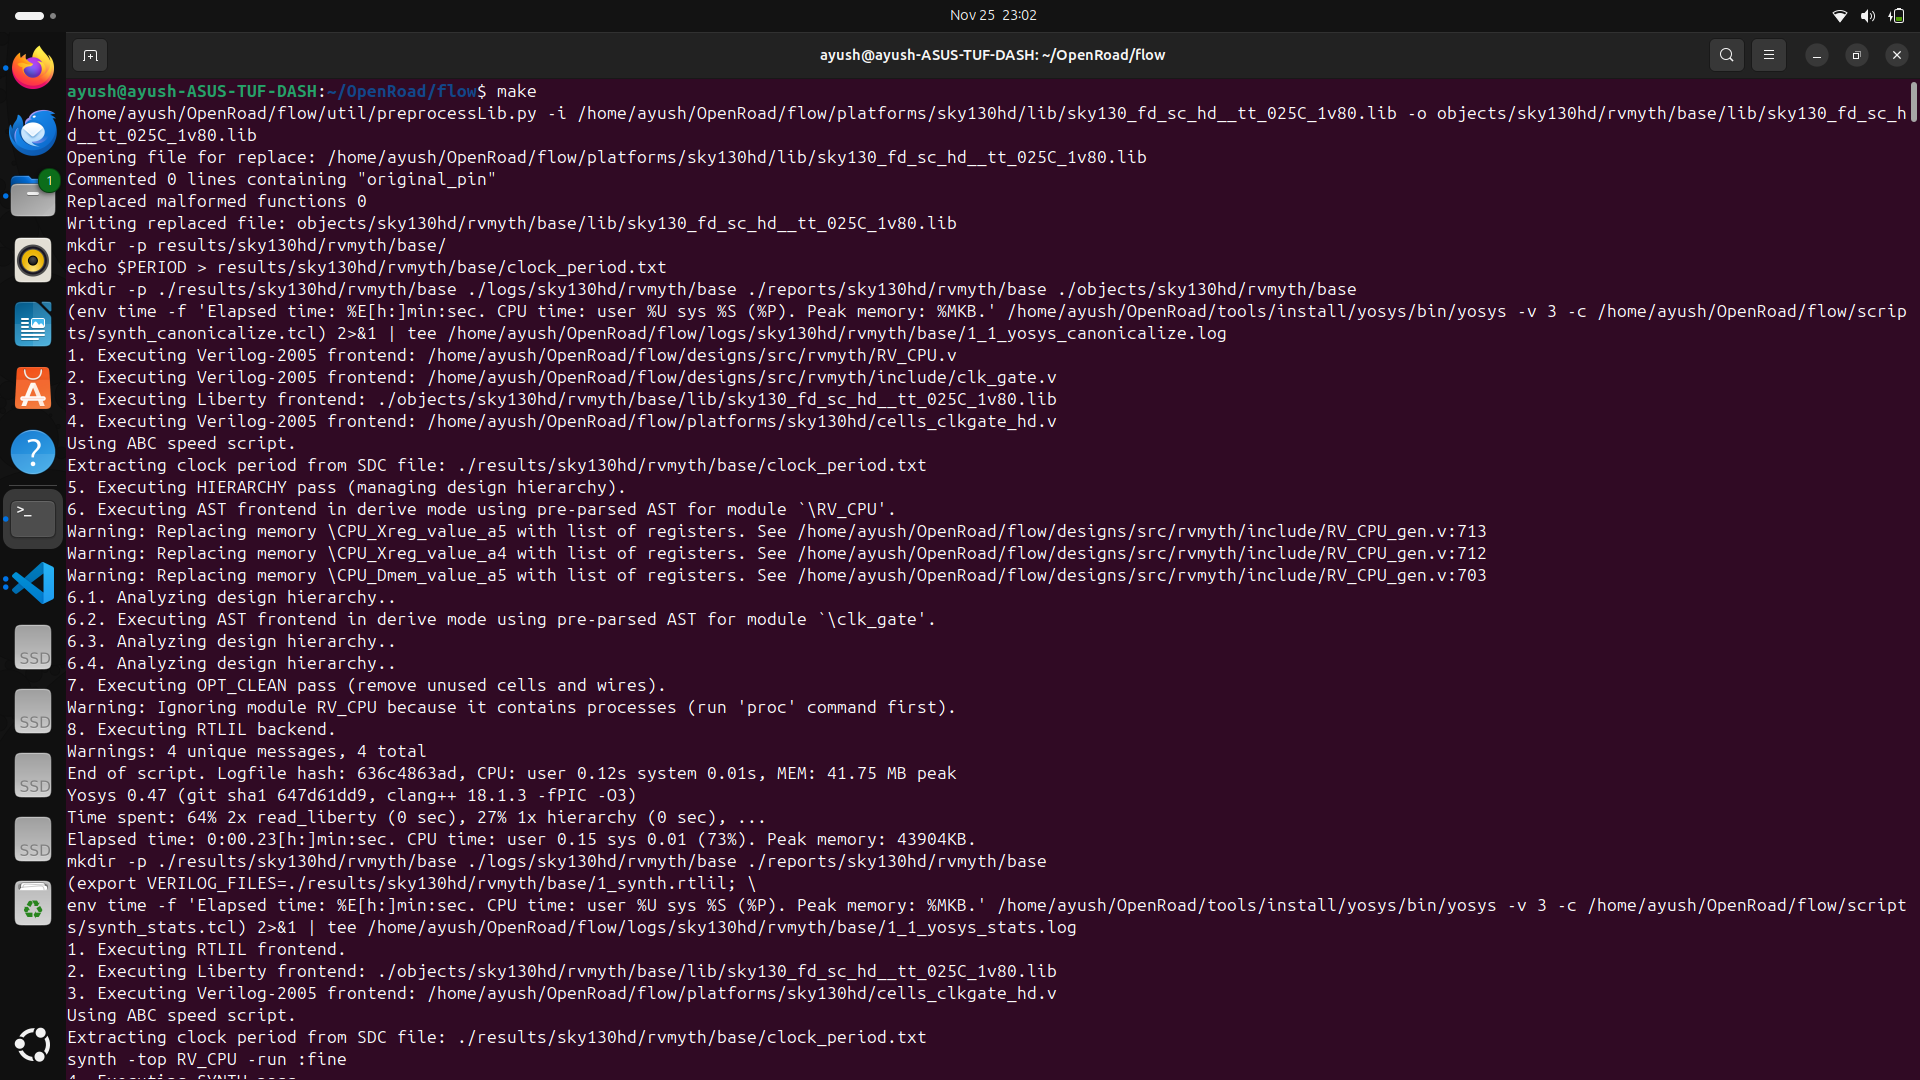 Nov 25 23:02
ayush@ayush-ASUS-TUF-DASH: ~/OpenRoad/flow
ayush@ayush-ASUS-TUF-DASH:~/OpenRoad/flow$ make
/home/ayush/OpenRoad/flow/util/preprocessLib.py -i /home/ayush/OpenRoad/flow/platforms/sky130hd/lib/sky130_fd_sc_hd__tt_025C_1v80.lib -o objects/sky130hd/rvmyth/base/lib/sky130_fd_sc_h
d__tt_025C_1v80.lib
Opening file for replace: /home/ayush/OpenRoad/flow/platforms/sky130hd/lib/sky130_fd_sc_hd__tt_025C_1v80.lib
Commented 0 lines containing "original_pin"
Replaced malformed functions 0
Writing replaced file: objects/sky130hd/rvmyth/base/lib/sky130_fd_sc_hd__tt_025C_1v80.lib
mkdir -p results/sky130hd/rvmyth/base/
echo $PERIOD > results/sky130hd/rvmyth/base/clock_period.txt
mkdir -p ./results/sky130hd/rvmyth/base ./logs/sky130hd/rvmyth/base ./reports/sky130hd/rvmyth/base ./objects/sky130hd/rvmyth/base
(env time -f 'Elapsed time: %E[h:]min:sec. CPU time: user %U sys %S (%P). Peak memory: %MKB.' /home/ayush/OpenRoad/tools/install/yosys/bin/yosys -v 3 -c /home/ayush/OpenRoad/flow/scrip
ts/synth_canonicalize.tcl) 2>&1 | tee /home/ayush/OpenRoad/flow/logs/sky130hd/rvmyth/base/1_1_yosys_canonicalize.log
1. Executing Verilog-2005 frontend: /home/ayush/OpenRoad/flow/designs/src/rvmyth/RV_CPU.v
2. Executing Verilog-2005 frontend: /home/ayush/OpenRoad/flow/designs/src/rvmyth/include/clk_gate.v
3. Executing Liberty frontend: ./objects/sky130hd/rvmyth/base/lib/sky130_fd_sc_hd__tt_025C_1v80.lib
4. Executing Verilog-2005 frontend: /home/ayush/OpenRoad/flow/platforms/sky130hd/cells_clkgate_hd.v
Using ABC speed script.
Extracting clock period from SDC file: ./results/sky130hd/rvmyth/base/clock_period.txt
5. Executing HIERARCHY pass (managing design hierarchy).
6. Executing AST frontend in derive mode using pre-parsed AST for module `\RV_CPU'.
Warning: Replacing memory \CPU_Xreg_value_a5 with list of registers. See /home/ayush/OpenRoad/flow/designs/src/rvmyth/include/RV_CPU_gen.v:713
Warning: Replacing memory \CPU_Xreg_value_a4 with list of registers. See /home/ayush/OpenRoad/flow/designs/src/rvmyth/include/RV_CPU_gen.v:712
Warning: Replacing memory \CPU_Dmem_value_a5 with list of registers. See /home/ayush/OpenRoad/flow/designs/src/rvmyth/include/RV_CPU_gen.v:703
6.1. Analyzing design hierarchy..
6.2. Executing AST frontend in derive mode using pre-parsed AST for module `\clk_gate'.
6.3. Analyzing design hierarchy..
6.4. Analyzing design hierarchy..
7. Executing OPT_CLEAN pass (remove unused cells and wires).
Warning: Ignoring module RV_CPU because it contains processes (run 'proc' command first).
8. Executing RTLIL backend.
Warnings: 4 unique messages, 4 total
End of script. Logfile hash: 636c4863ad, CPU: user 0.12s system 0.01s, MEM: 41.75 MB peak
Yosys 0.47 (git sha1 647d61dd9, clang++ 18.1.3 -fPIC -O3)
Time spent: 64% 2x read_liberty (0 sec), 27% 1x hierarchy (0 sec), ...
Elapsed time: 0:00.23[h:]min:sec. CPU time: user 0.15 sys 0.01 (73%). Peak memory: 43904KB.
mkdir -p ./results/sky130hd/rvmyth/base ./logs/sky130hd/rvmyth/base ./reports/sky130hd/rvmyth/base
(export VERILOG_FILES=./results/sky130hd/rvmyth/base/1_synth.rtlil; \
env time -f 'Elapsed time: %E[h:]min:sec. CPU time: user %U sys %S (%P). Peak memory: %MKB.' /home/ayush/OpenRoad/tools/install/yosys/bin/yosys -v 3 -c /home/ayush/OpenRoad/flow/script
s/synth_stats.tcl) 2>&1 | tee /home/ayush/OpenRoad/flow/logs/sky130hd/rvmyth/base/1_1_yosys_stats.log
1. Executing RTLIL frontend.
2. Executing Liberty frontend: ./objects/sky130hd/rvmyth/base/lib/sky130_fd_sc_hd__tt_025C_1v80.lib
3. Executing Verilog-2005 frontend: /home/ayush/OpenRoad/flow/platforms/sky130hd/cells_clkgate_hd.v
Using ABC speed script.
Extracting clock period from SDC file: ./results/sky130hd/rvmyth/base/clock_period.txt
synth -top RV_CPU -run :fine
1
SSD
SSD
SSD
SSD